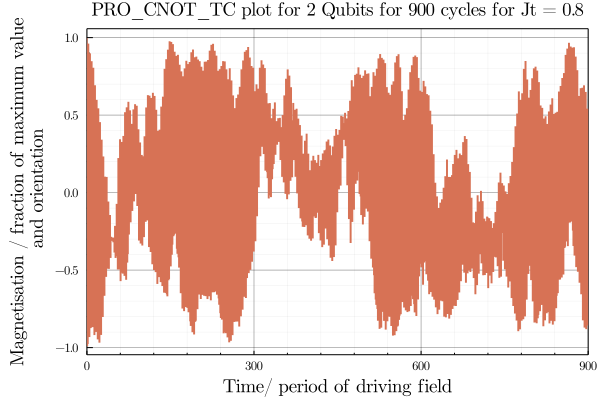 PRO_CNOT_TC plot for 2 Qubits for 900 cycles for Jt = 0.8
Magnetisation / fraction of maximum value
and orientation
1.0
0.5
0.0
−0.5
−1.0
0
300
600
900
Time/ period of driving field